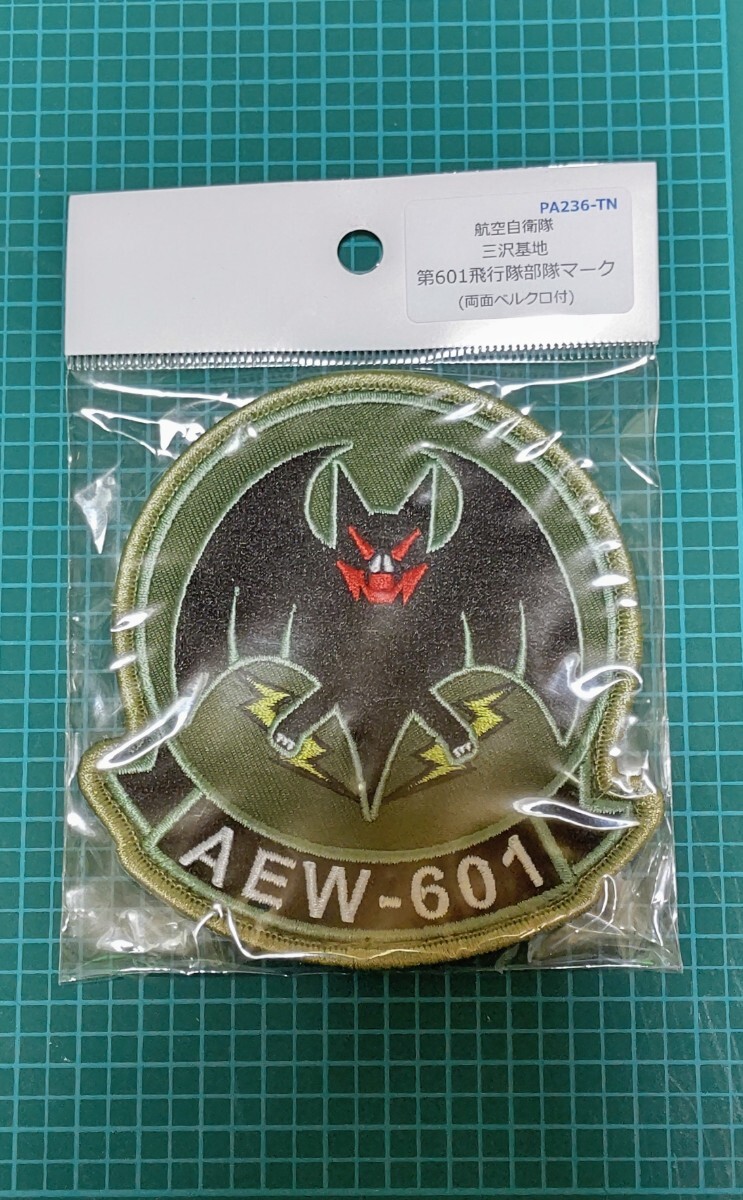 PA236-TN
航空自衛隊
三沢基地
第601飛行隊部隊マーク
(両面ベルクロ付)
AEW-601